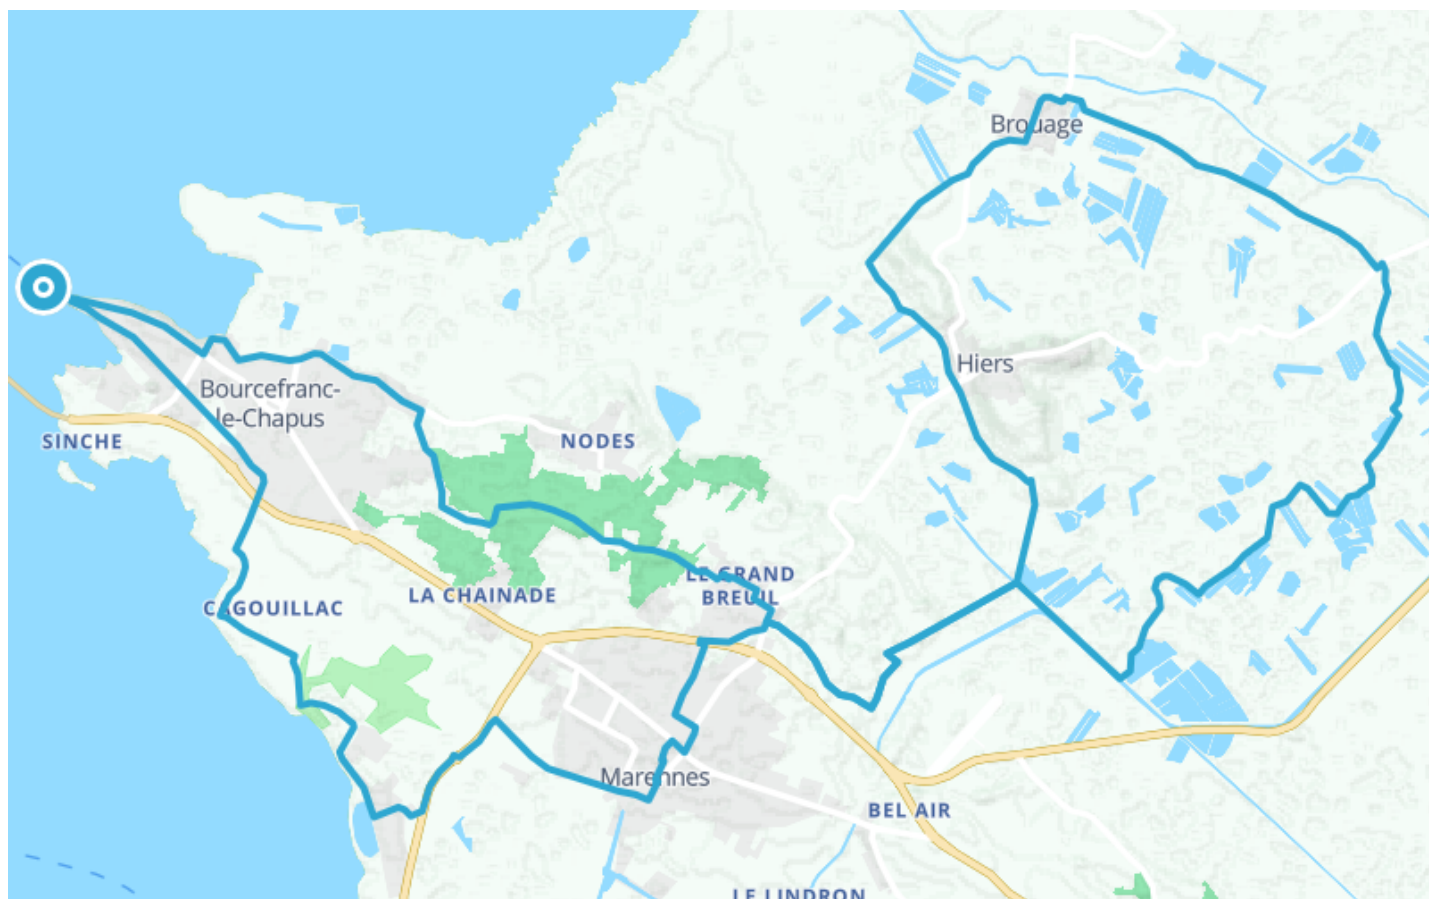 Brouage
Hiers
Bourcefranc-
le-Chapus
SINCHE
NODES
LE GRAND
BREUIL
LA CHAINADE
CAGOUILLAC
Marennes
BEL AIR
LE LINDRON